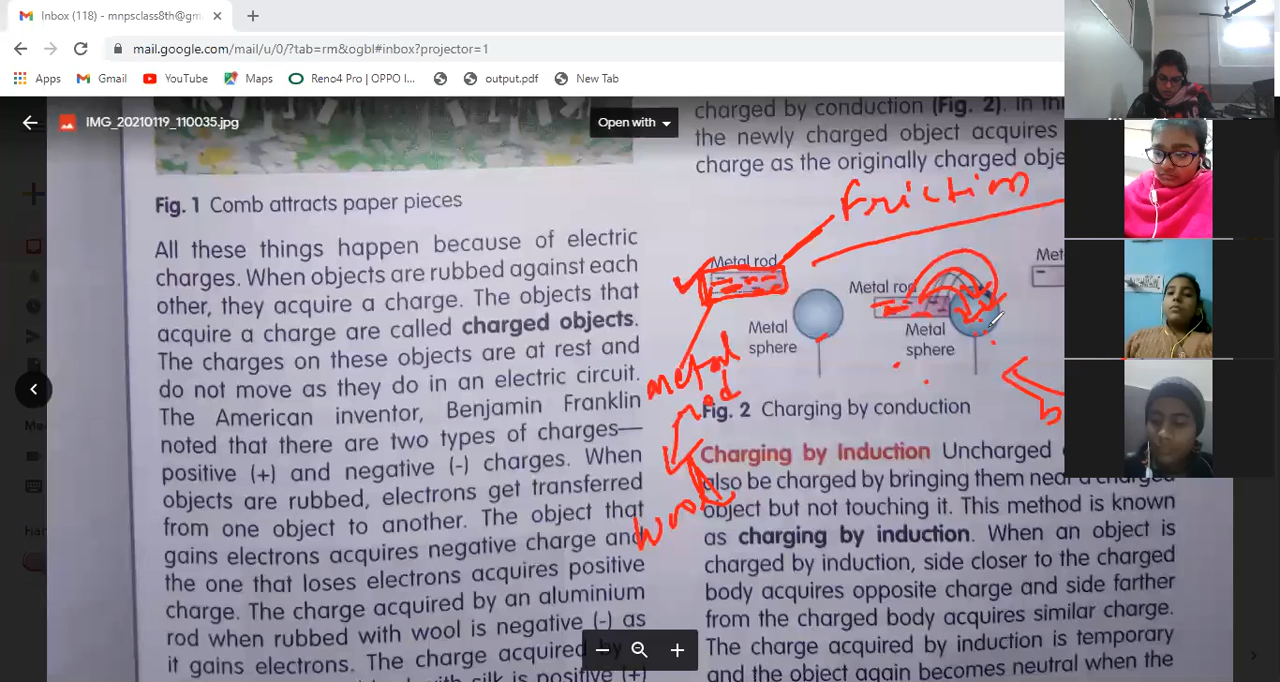 Inbox (118) - mnpsclass8th@gm
mail.google.com/mail/u/0/?tab=rm&ogbl#inbox?projector=1
Apps Gmail YouTube Maps Reno4 Pro | OPPO I... output.pdf New Tab
IMG_20210119_110035.jpg
Open with
Fig. 1 Comb attracts paper pieces
All these things happen because of electric
charges. When objects are rubbed against each
other, they acquire a charge. The objects that
acquire a charge are called charged objects.
The charges on these objects are at rest and
do not move as they do in an electric circuit.
The American inventor, Benjamin Franklin
noted that there are two types of charges—
positive (+) and negative (-) charges. When
objects are rubbed, electrons get transferred
from one object to another. The object that
gains electrons acquires negative charge and
the one that loses electrons acquires positive
charge. The charge acquired by an aluminium
rod when rubbed with wool is negative (-) as
it gains electrons. The charge acquired by
with silk is positive (+)
charged by conduction (Fig. 2). In
the newly charged object acquires
charge as the originally charged
friction
Metal rod
Metal
sphere
Metal rod
Metal
sphere
Met
metal
rod
wool
Fig. 2 Charging by conduction
Charging by Induction Uncharged
also be charged by bringing them near a charged
object but not touching it. This method is known
as charging by induction. When an object is
charged by induction, side closer to the charged
body acquires opposite charge and side farther
from the charged body acquires similar charge.
The charge acquired by induction is temporary
and the object again becomes neutral when the